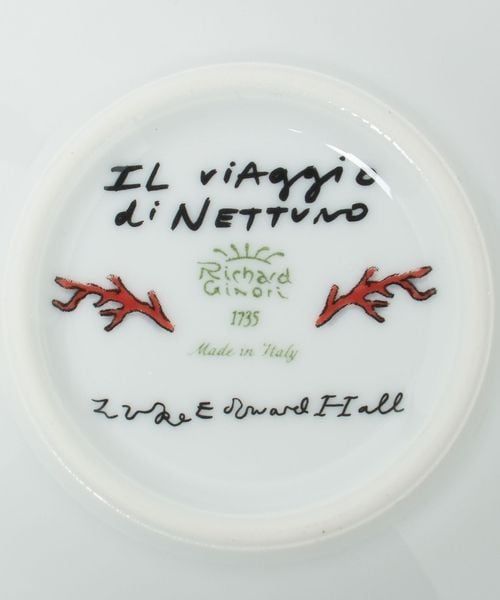 IL viAggio
di NETTUNO
Richard
Ginori
1735
Made in Italy
Luke Edward Hall